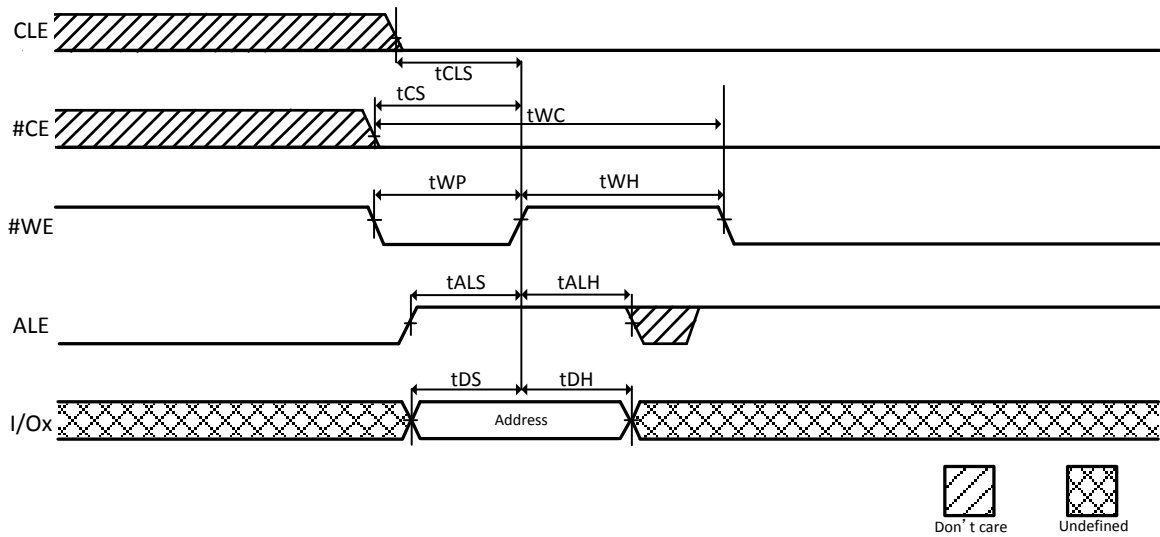 CLE
tCLS
tCS
#CE
tWC
tWP
tWH
#WE
tALS
tALH
ALE
tDS
tDH
I/Ox
Address
Don’t care
Undefined